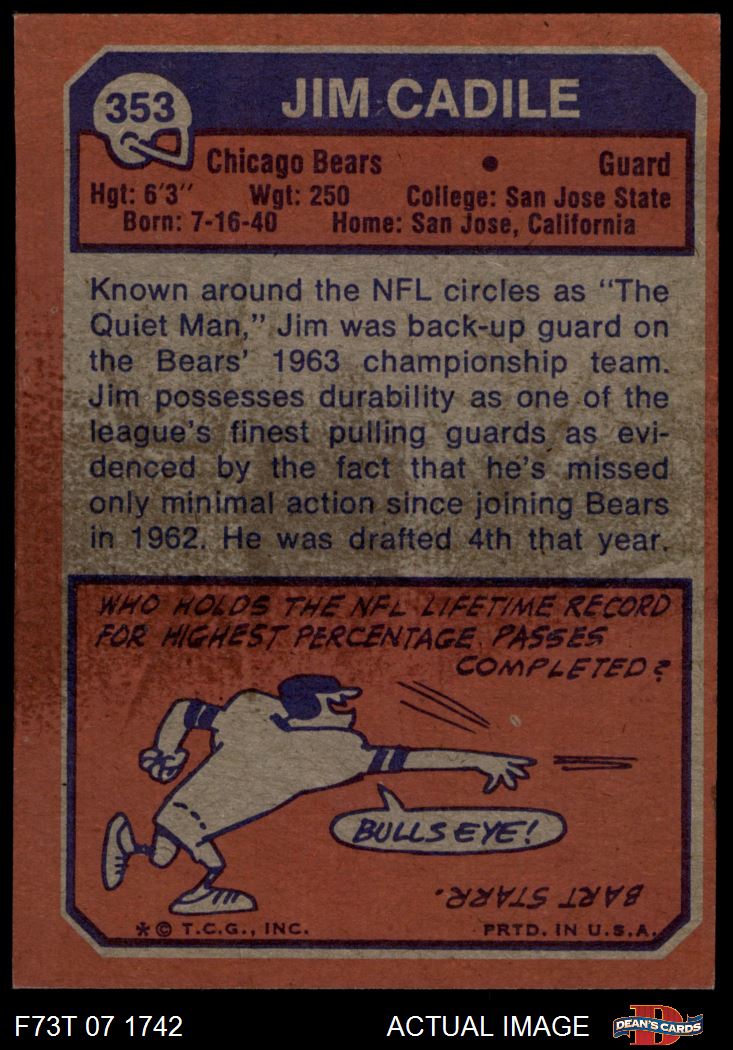 353
JIM CADILE
Chicago Bears • Guard
Hgt: 6'3" Wgt: 250 College: San Jose State
Born: 7-16-40 Home: San Jose, California
Known around the NFL circles as "The
Quiet Man," Jim was back-up guard on
the Bears' 1963 championship team.
Jim possesses durability as one of the
league's finest pulling guards as evi-
denced by the fact that he's missed
only minimal action since joining Bears
in 1962. He was drafted 4th that year.
WHO HOLDS THE NFL LIFETIME RECORD
FOR HIGHEST PERCENTAGE PASSES
COMPLETED?
BULLSEYE!
BART STARR.
* © T.C.G., INC. PRTD. IN U.S.A.
F73T 07 1742 ACTUAL IMAGE
D
DEAN'S CARDS